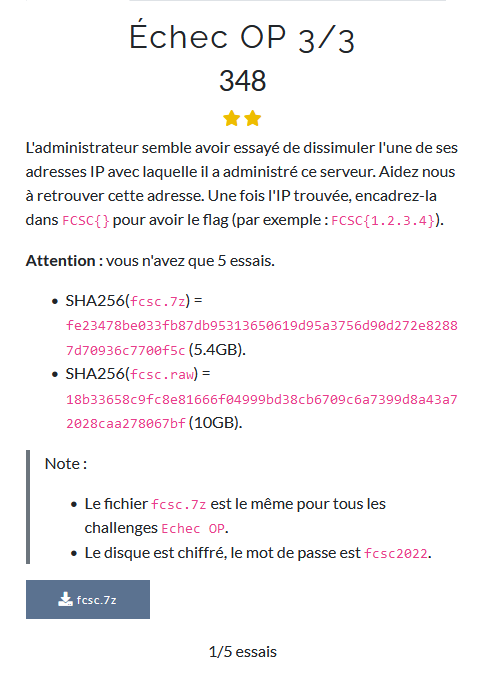 Échec OP 3/3
348
L'administrateur semble avoir essayé de dissimuler l'une de ses
adresses IP avec laquelle il a administré ce serveur. Aidez nous
à retrouver cette adresse. Une fois l'IP trouvée, encadrez-la
dans FCSC{} pour avoir le flag (par exemple : FCSC{1.2.3.4}).
Attention : vous n'avez que 5 essais.
• SHA256(fcsc.7z) =
fe23478be033fb87db95313650619d95a3756d90d272e8288
7d70936c7700f5c (5.4GB).
• SHA256(fcsc.raw) =
18b33658c9fc8e81666f04999bd38cb6709c6a7399d8a43a7
2028caa278067bf (10GB).
Note :
• Le fichier fcsc.7z est le même pour tous les
challenges Echec OP.
• Le disque est chiffré, le mot de passe est fcsc2022.
fcsc.7z
1/5 essais